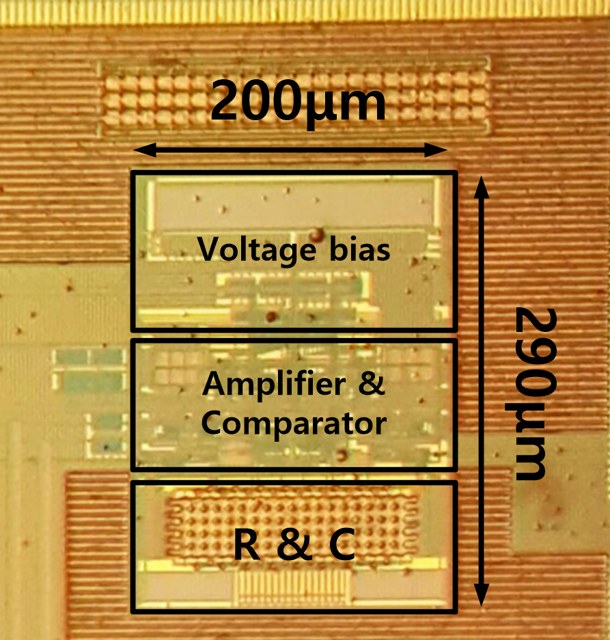 200μm
Voltage bias
Amplifier &
Comparator
290μm
R & C